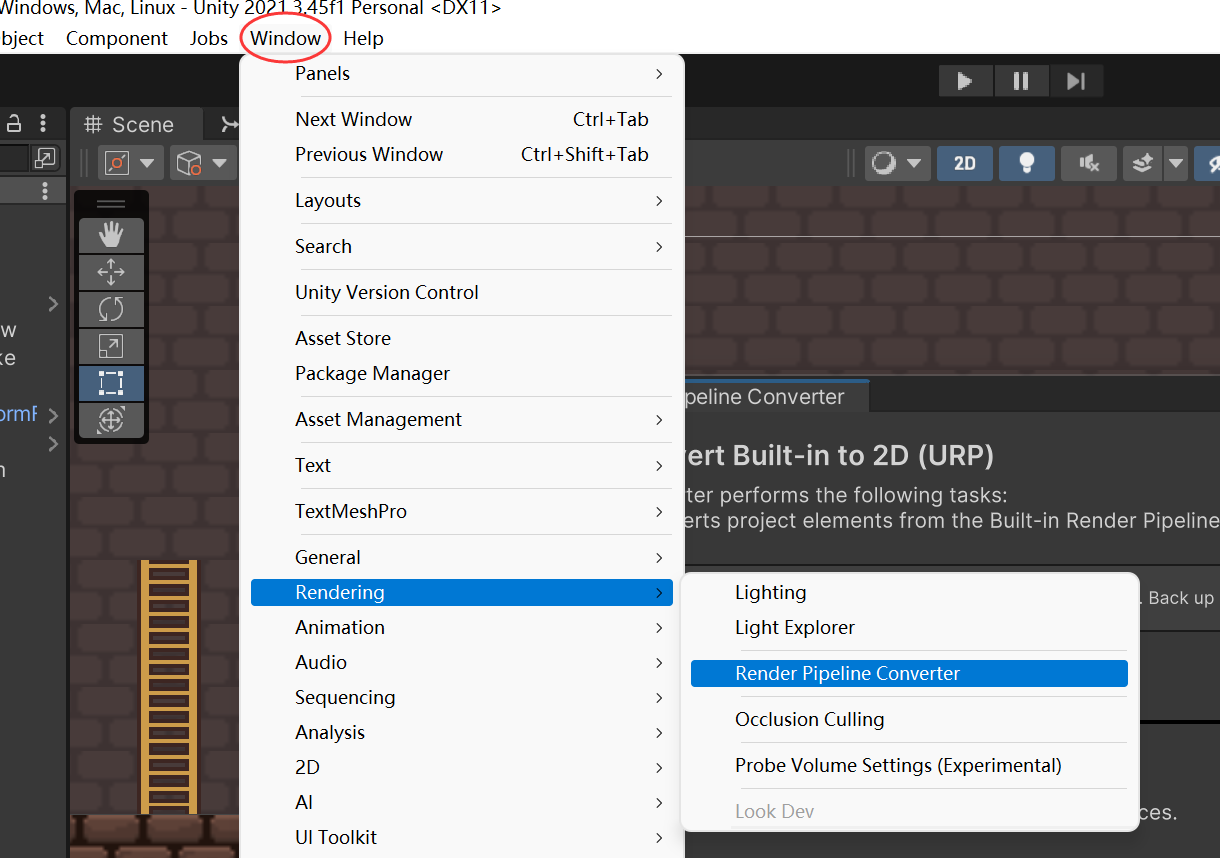 Windows, Mac, Linux - Unity 2021.3.45f1 Personal <DX11>
bject Component Jobs Window Help
Panels
Next Window Ctrl+Tab
Previous Window Ctrl+Shift+Tab
Layouts
Search
Unity Version Control
Asset Store
Package Manager
Asset Management
Text
TextMeshPro
General
Rendering
Animation
Audio
Sequencing
Analysis
2D
AI
UI Toolkit
Scene
2D
w
ke
ormF
n
peline Converter
ert Built-in to 2D (URP)
ter performs the following tasks:
erts project elements from the Built-in Render Pipeline
. Back up
Lighting
Light Explorer
Render Pipeline Converter
Occlusion Culling
Probe Volume Settings (Experimental)
Look Dev
ces.